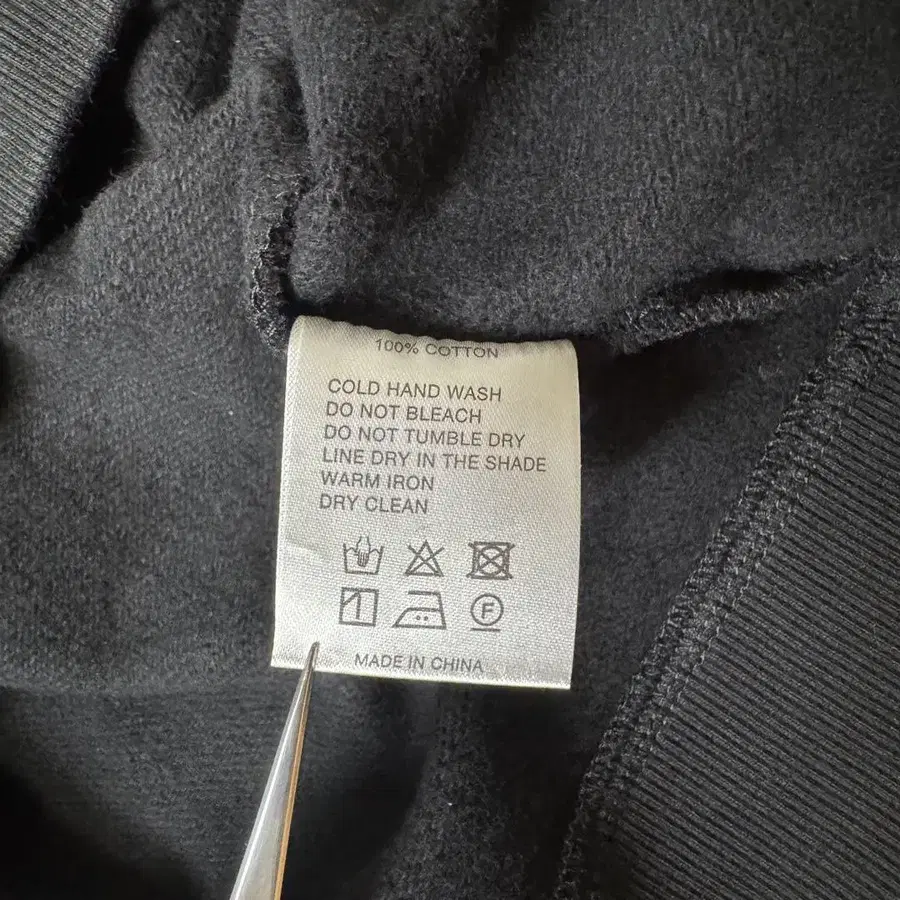 100% COTTON
COLD HAND WASH
DO NOT BLEACH
DO NOT TUMBLE DRY
LINE DRY IN THE SHADE
WARM IRON
DRY CLEAN
F
MADE IN CHINA